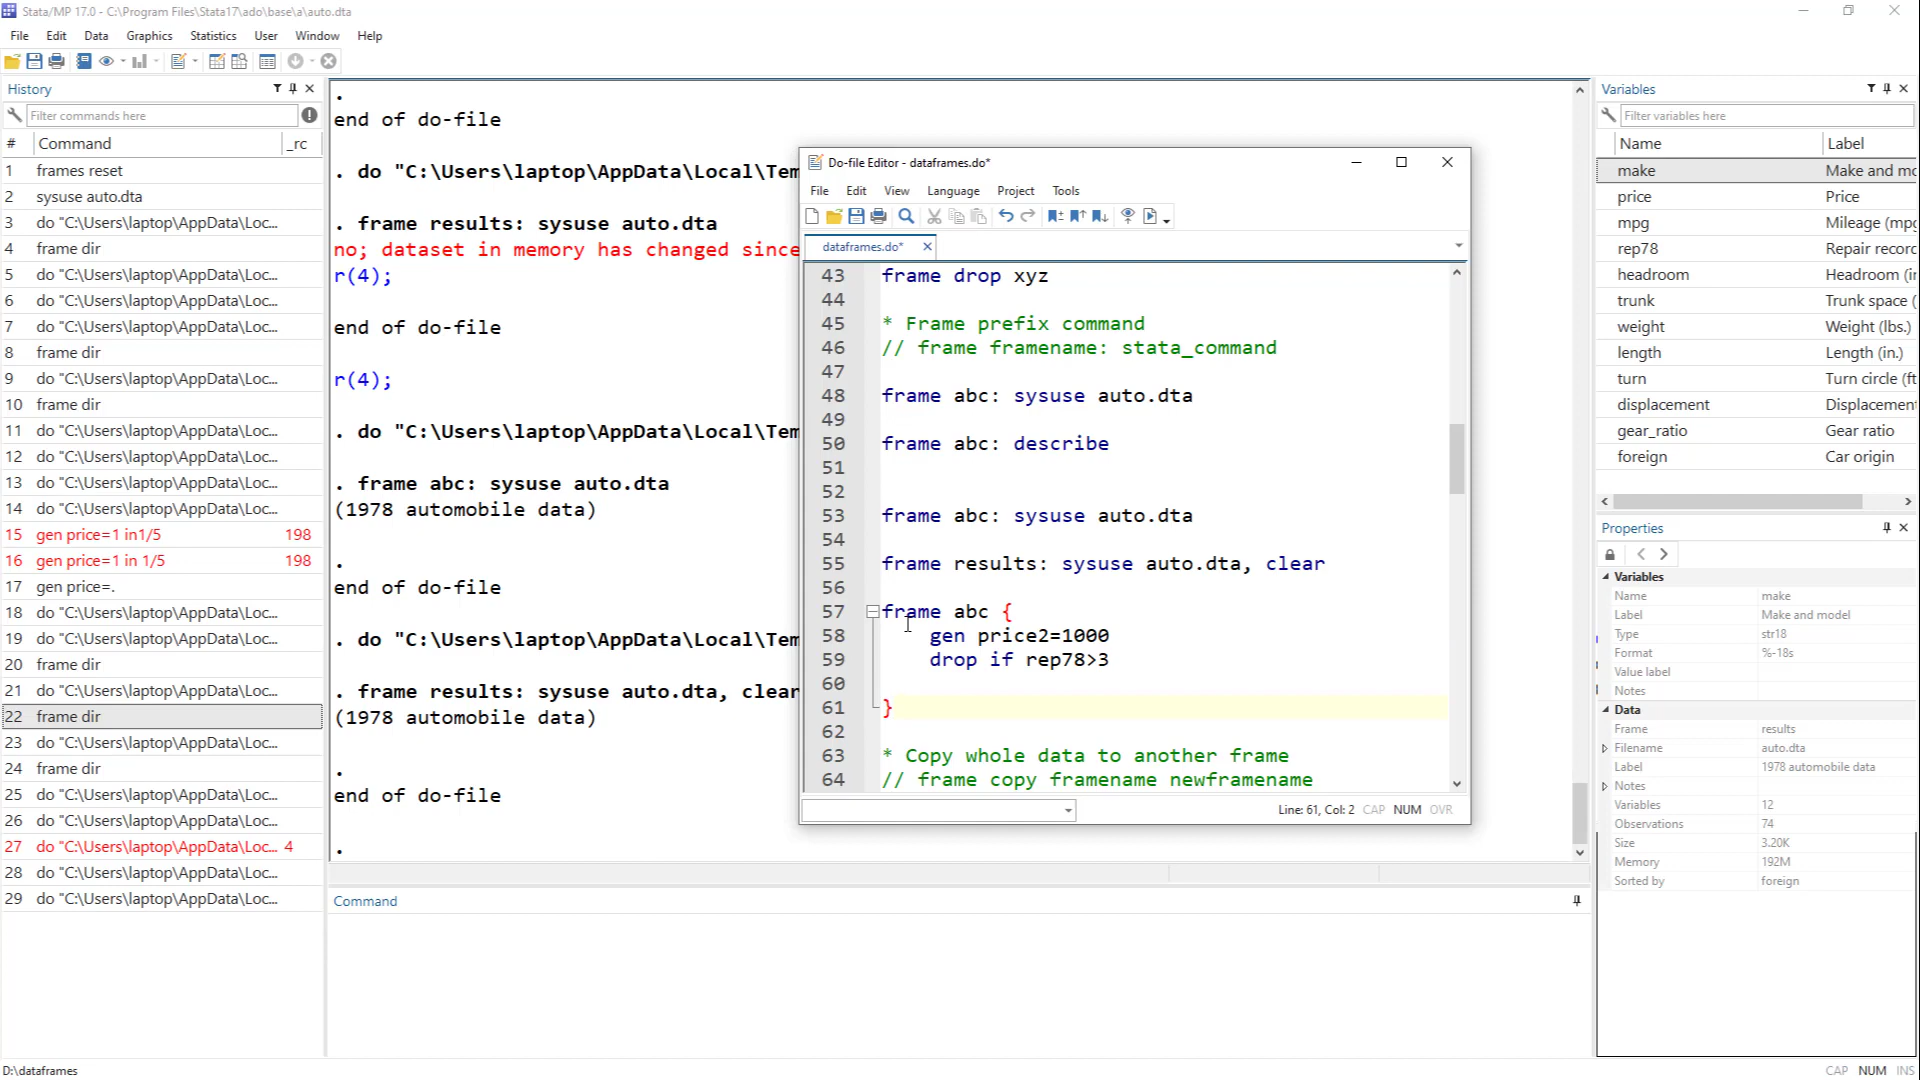 Stata/MP 17.0 - C:\Program Files\Stata17\ado\base\a\auto.dta
File Edit Data Graphics Statistics User Window Help
History
Filter commands here
# Command _rc
1 frames reset
2 sysuse auto.dta
3 do "C:\Users\laptop\AppData\Loc...
4 frame dir
5 do "C:\Users\laptop\AppData\Loc...
6 do "C:\Users\laptop\AppData\Loc...
7 do "C:\Users\laptop\AppData\Loc...
8 frame dir
9 do "C:\Users\laptop\AppData\Loc...
10 frame dir
11 do "C:\Users\laptop\AppData\Loc...
12 do "C:\Users\laptop\AppData\Loc...
13 do "C:\Users\laptop\AppData\Loc...
14 do "C:\Users\laptop\AppData\Loc...
15 gen price=1 in1/5 198
16 gen price=1 in 1/5 198
17 gen price=.
18 do "C:\Users\laptop\AppData\Loc...
19 do "C:\Users\laptop\AppData\Loc...
20 frame dir
21 do "C:\Users\laptop\AppData\Loc...
22 frame dir
23 do "C:\Users\laptop\AppData\Loc...
24 frame dir
25 do "C:\Users\laptop\AppData\Loc...
26 do "C:\Users\laptop\AppData\Loc...
27 do "C:\Users\laptop\AppData\Loc... 4
28 do "C:\Users\laptop\AppData\Loc...
29 do "C:\Users\laptop\AppData\Loc...
.
end of do-file
. do "C:\Users\laptop\AppData\Local\Tem
. frame results: sysuse auto.dta
no; dataset in memory has changed since
r(4);
end of do-file
r(4);
. do "C:\Users\laptop\AppData\Local\Tem
. frame abc: sysuse auto.dta
(1978 automobile data)
.
end of do-file
. do "C:\Users\laptop\AppData\Local\Tem
. frame results: sysuse auto.dta, clear
(1978 automobile data)
.
end of do-file
.
Command
Do-file Editor - dataframes.do*
File Edit View Language Project Tools
dataframes.do*
43 frame drop xyz
44
45 * Frame prefix command
46 // frame framename: stata_command
47
48 frame abc: sysuse auto.dta
49
50 frame abc: describe
51
52
53 frame abc: sysuse auto.dta
54
55 frame results: sysuse auto.dta, clear
56
57 frame abc {
58 gen price2=1000
59 drop if rep78>3
60
61 }
62
63 * Copy whole data to another frame
64 // frame copy framename newframename
Line: 61, Col: 2 CAP NUM OVR
Variables
Filter variables here
Name Label
make Make and mo
price Price
mpg Mileage (mpg
rep78 Repair record
headroom Headroom (in
trunk Trunk space (
weight Weight (lbs.)
length Length (in.)
turn Turn circle (ft
displacement Displacement
gear_ratio Gear ratio
foreign Car origin
Properties
Variables
Name make
Label Make and model
Type str18
Format %-18s
Value label
Notes
Data
Frame results
Filename auto.dta
Label 1978 automobile data
Notes
Variables 12
Observations 74
Size 3.20K
Memory 192M
Sorted by foreign
D:\dataframes
CAP NUM INS